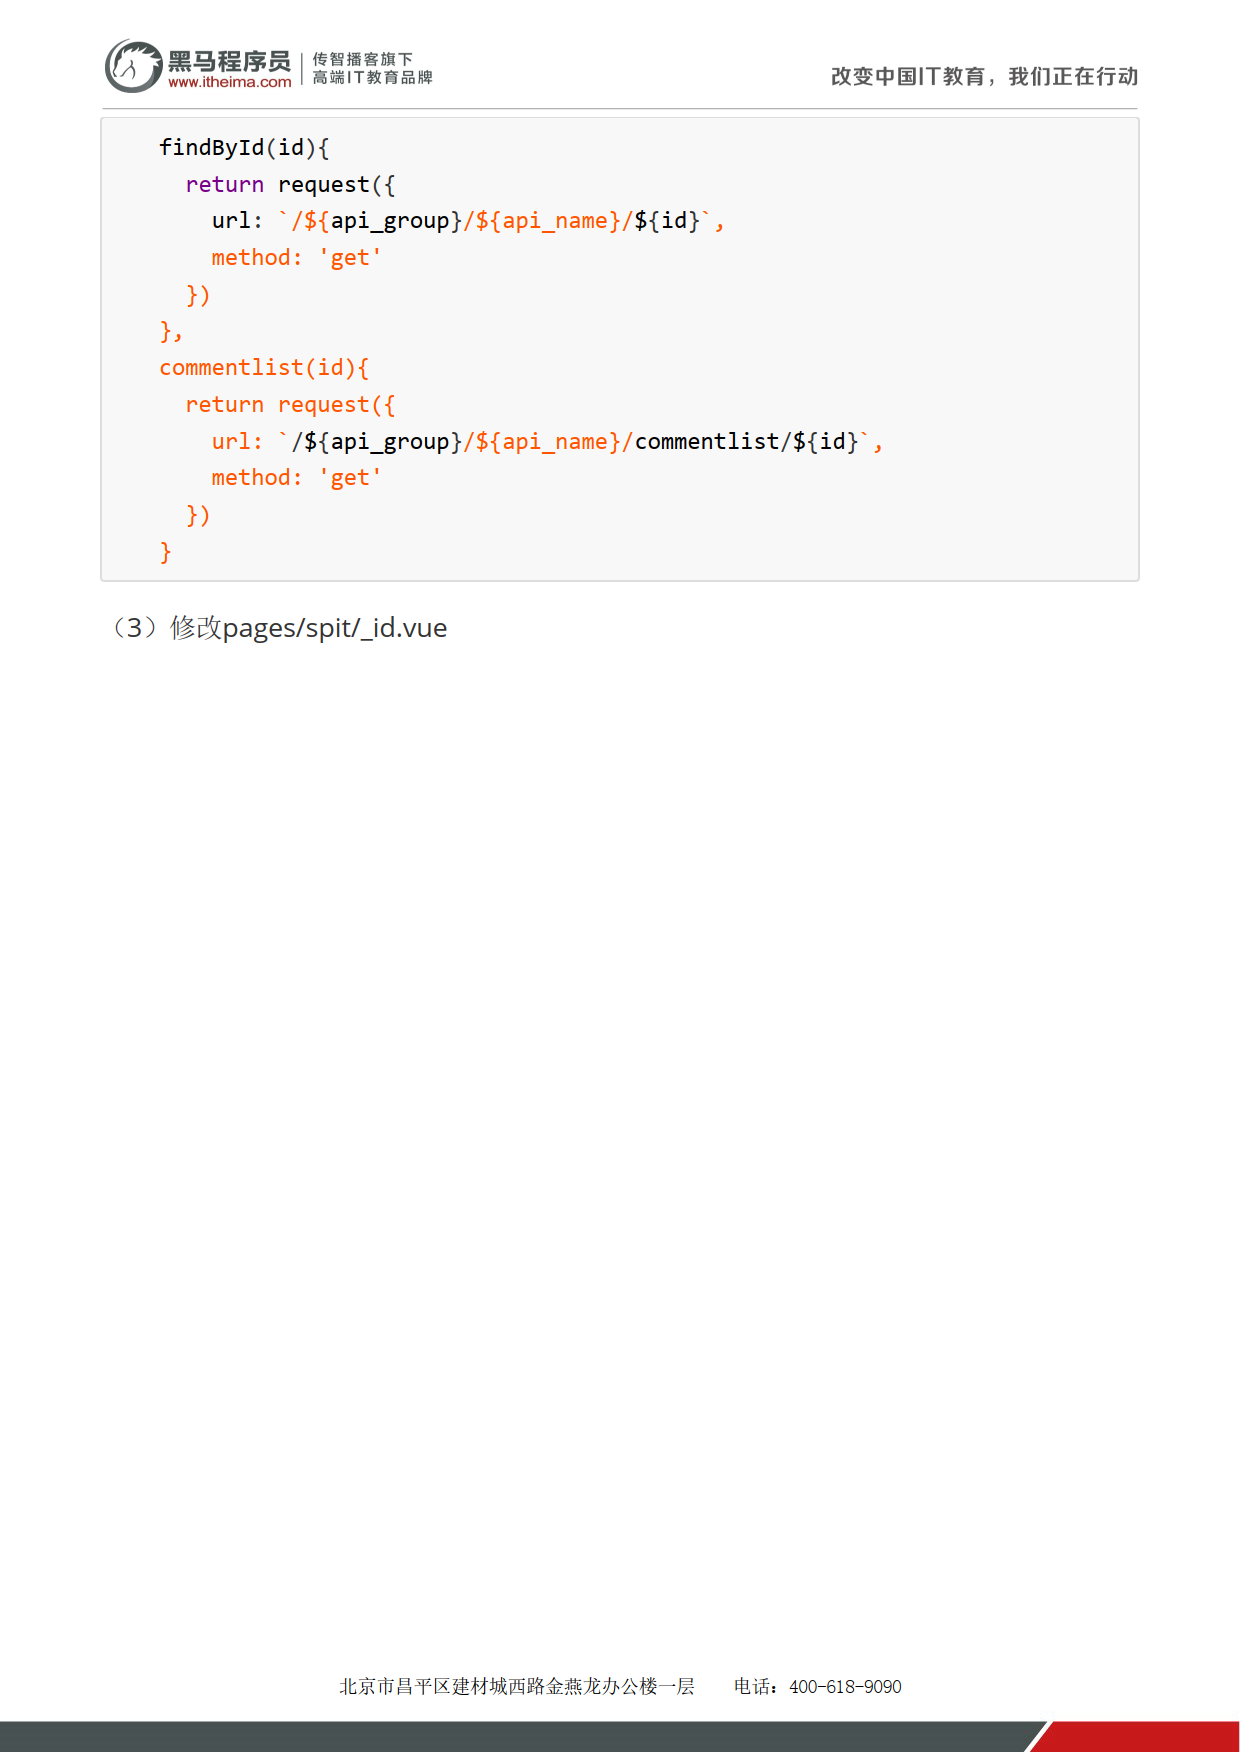 黑马程序员
www.itheima.com
传智播客旗下
高端IT教育品牌
改变中国IT教育，我们正在行动
findById(id){
  return request({
    url: `/${api_group}/${api_name}/${id}`,
    method: 'get'
  })
},
commentlist(id){
  return request({
    url: `/${api_group}/${api_name}/commentlist/${id}`,
    method: 'get'
  })
}
（3）修改pages/spit/_id.vue
北京市昌平区建材城西路金燕龙办公楼一层 电话：400-618-9090